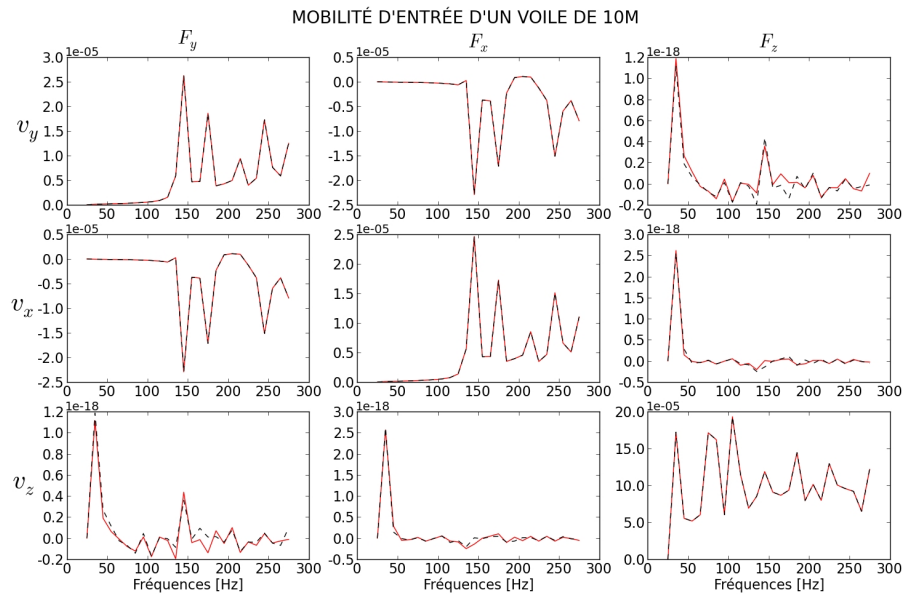 MOBILITÉ D'ENTRÉE D'UN VOILE DE 10M
F_y F_x F_z
1e-05 1e-05 1e-18
v_y
3.0 2.5 2.0 1.5 1.0 0.5 0.0
0.5 0.0 -0.5 -1.0 -1.5 -2.0 -2.5
1.2 1.0 0.8 0.6 0.4 0.2 0.0 -0.2
0 50 100 150 200 250 300
0 50 100 150 200 250 300
0 50 100 150 200 250 300
1e-05 1e-05 1e-18
v_x
0.5 0.0 -0.5 -1.0 -1.5 -2.0 -2.5
2.5 2.0 1.5 1.0 0.5 0.0
3.0 2.5 2.0 1.5 1.0 0.5 0.0 -0.5
0 50 100 150 200 250 300
0 50 100 150 200 250 300
0 50 100 150 200 250 300
1e-18 1e-18 1e-05
v_z
1.2 1.0 0.8 0.6 0.4 0.2 0.0 -0.2
3.0 2.5 2.0 1.5 1.0 0.5 0.0 -0.5
20.0 15.0 10.0 5.0 0.0
0 50 100 150 200 250 300
0 50 100 150 200 250 300
0 50 100 150 200 250 300
Fréquences [Hz] Fréquences [Hz] Fréquences [Hz]